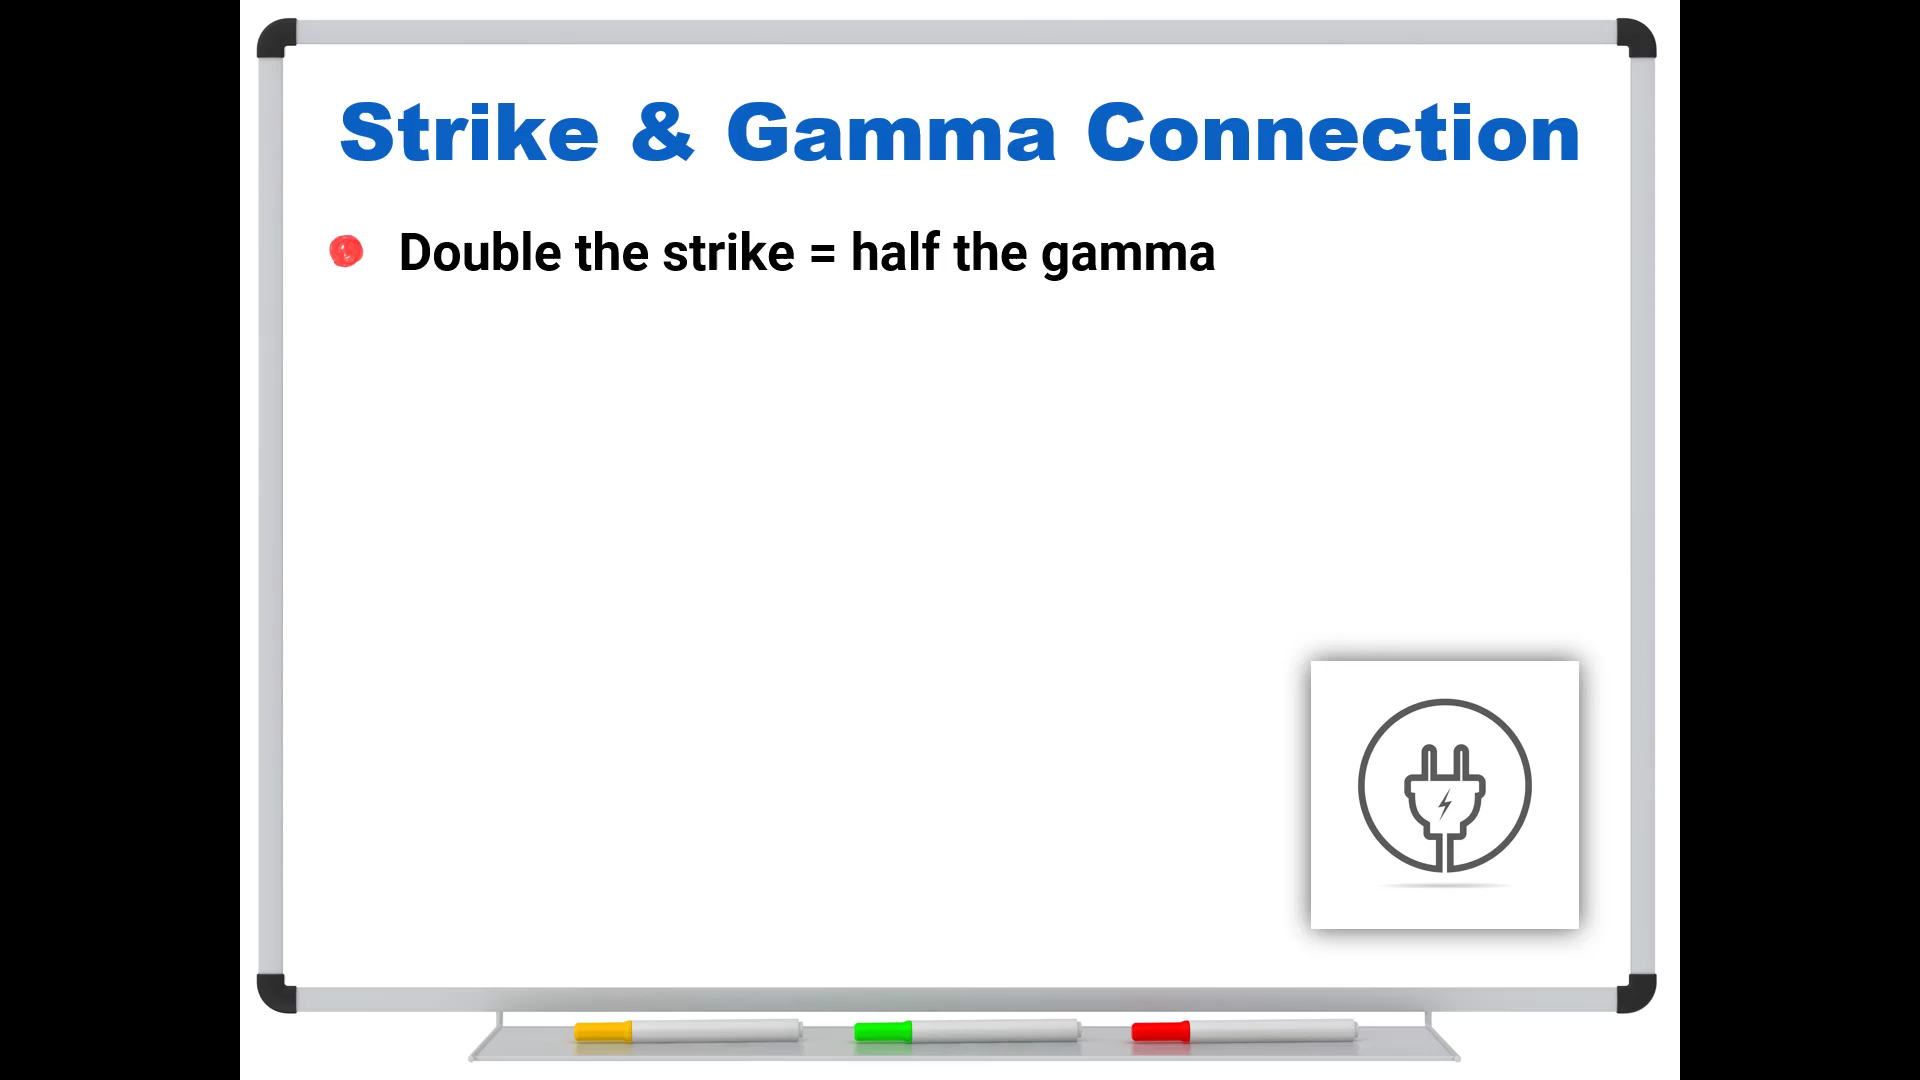 Strike & Gamma Connection
Double the strike = half the gamma